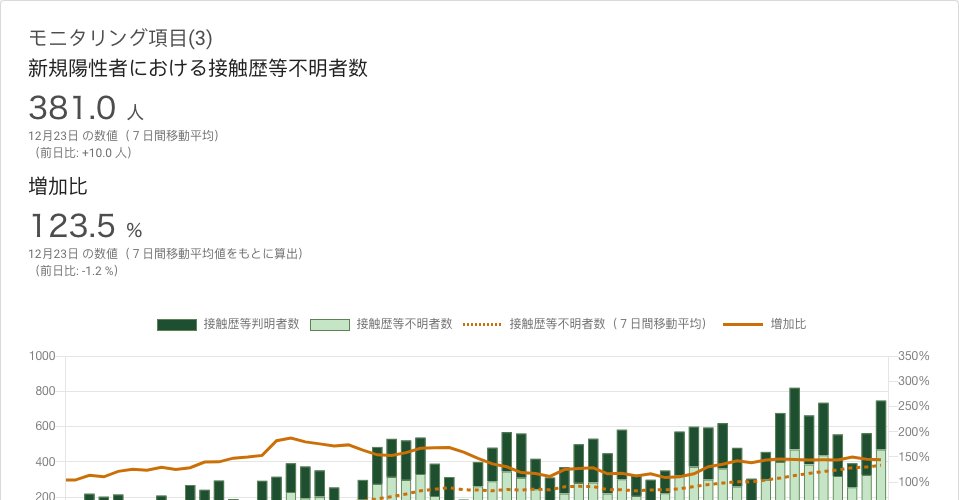 モニタリング項目(3)
新規陽性者における接触歴等不明者数
381.0 人
12月23日 の数値（７日間移動平均）
（前日比: +10.0 人）
増加比
123.5 %
12月23日 の数値（７日間移動平均値をもとに算出）
（前日比: -1.2 %）
接触歴等判明者数 接触歴等不明者数 接触歴等不明者数（７日間移動平均） 増加比
1000 350%
800 300%
250%
600 200%
400 150%
200 100%